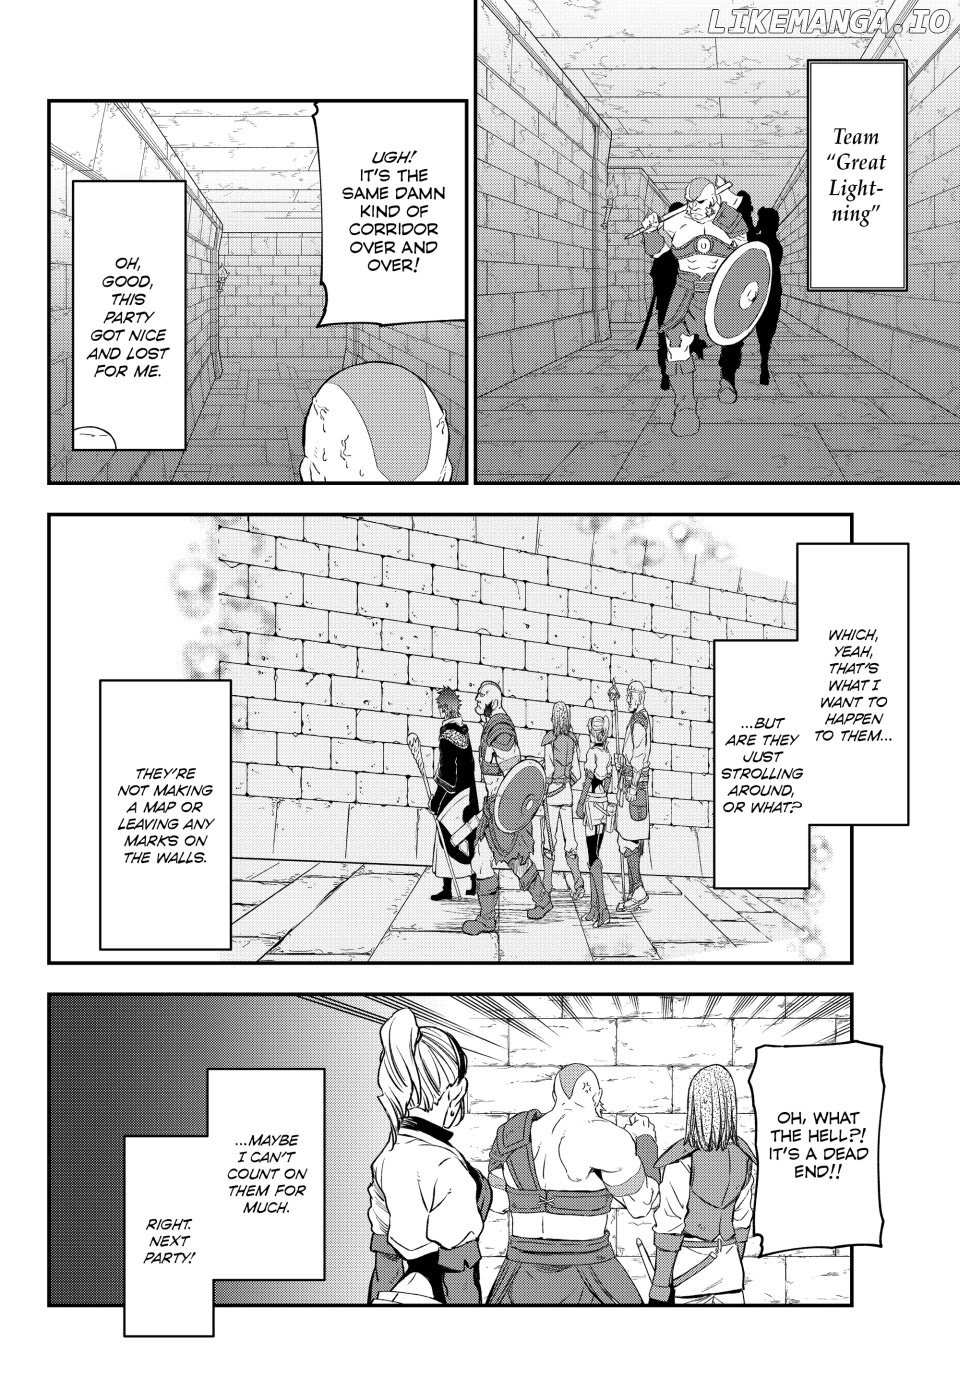 LIKEMANGA.IO
Team
"Great
Light-
ning"
UGH!
IT'S THE
SAME DAMN
KIND OF
CORRIDOR
OVER AND
OVER!
OH,
GOOD,
THIS
PARTY
GOT NICE
AND LOST
FOR ME.
WHICH,
YEAH,
THAT'S
WHAT I
WANT TO
HAPPEN
TO THEM...
...BUT
ARE THEY
JUST
STROLLING
AROUND,
OR WHAT?
THEY'RE
NOT MAKING
A MAP OR
LEAVING ANY
MARKS ON
THE WALLS.
OH, WHAT
THE HELL?!
IT'S A DEAD
END!!
...MAYBE
I CAN'T
COUNT ON
THEM FOR
MUCH.
RIGHT.
NEXT
PARTY!